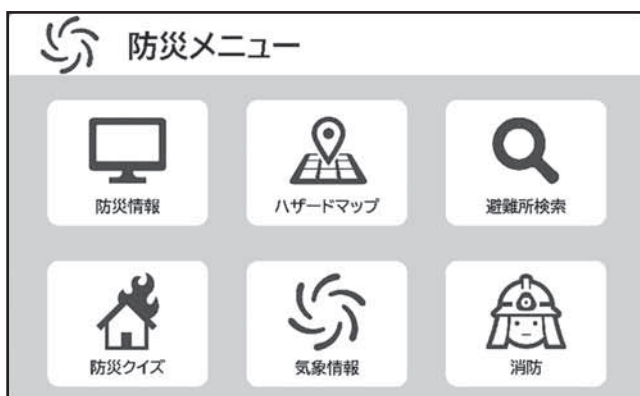 防災メニュー
防災情報
ハザードマップ
避難所検索
防災クイズ
気象情報
消防